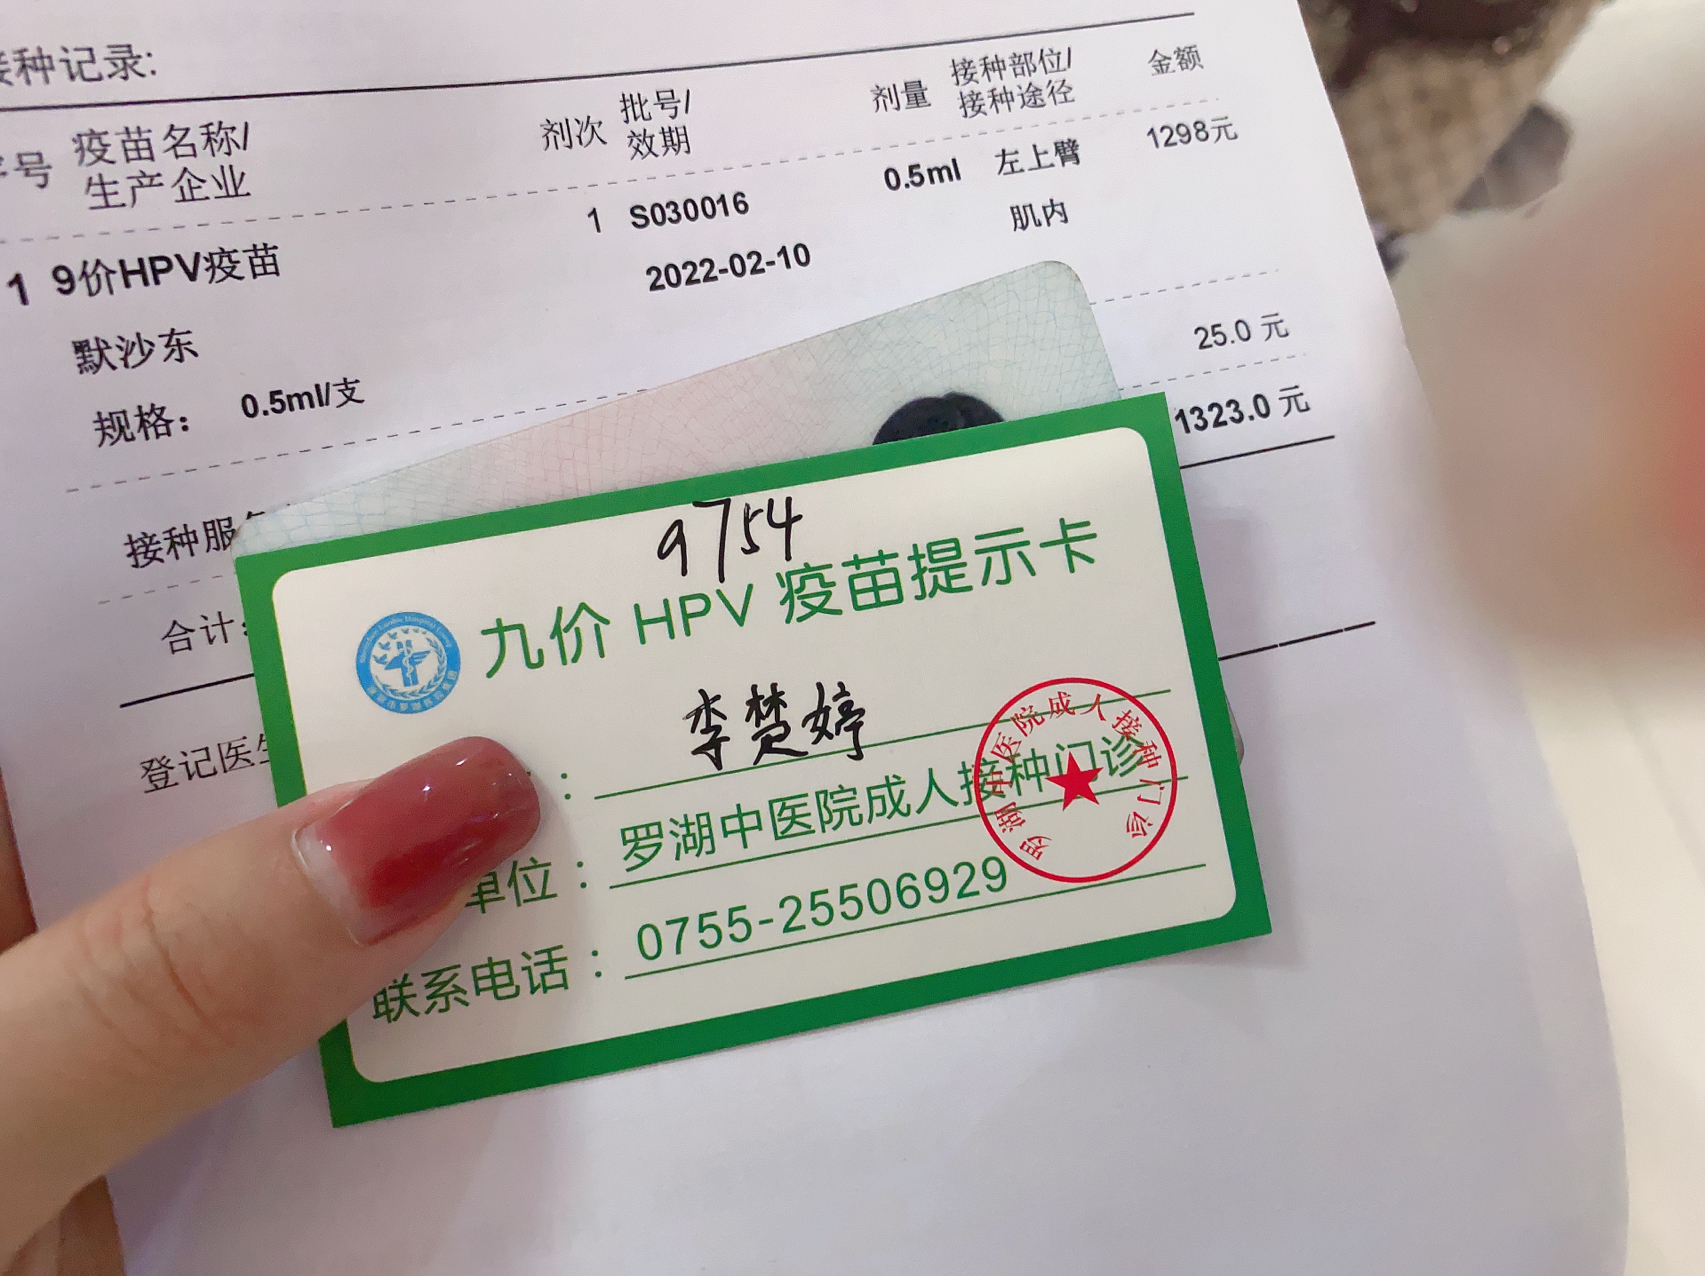 接种记录:
序号 疫苗名称/生产企业 剂次 批号/效期 剂量 接种部位/接种途径 金额
1 9价HPV疫苗 1 S030016 0.5ml 左上臂 1298元
默沙东 2022-02-10 肌内
规格: 0.5ml/支
接种服 25.0 元
合计: 1323.0 元
登记医生
9754
九价 HPV 疫苗提示卡
: 李楚婷
单位: 罗湖中医院成人接种门诊
联系电话: 0755-25506929
罗湖中医院成人接种门诊